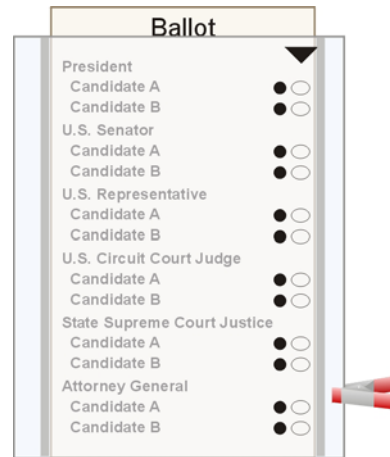 Ballot
President
Candidate A
Candidate B
U.S. Senator
Candidate A
Candidate B
U.S. Representative
Candidate A
Candidate B
U.S. Circuit Court Judge
Candidate A
Candidate B
State Supreme Court Justice
Candidate A
Candidate B
Attorney General
Candidate A
Candidate B